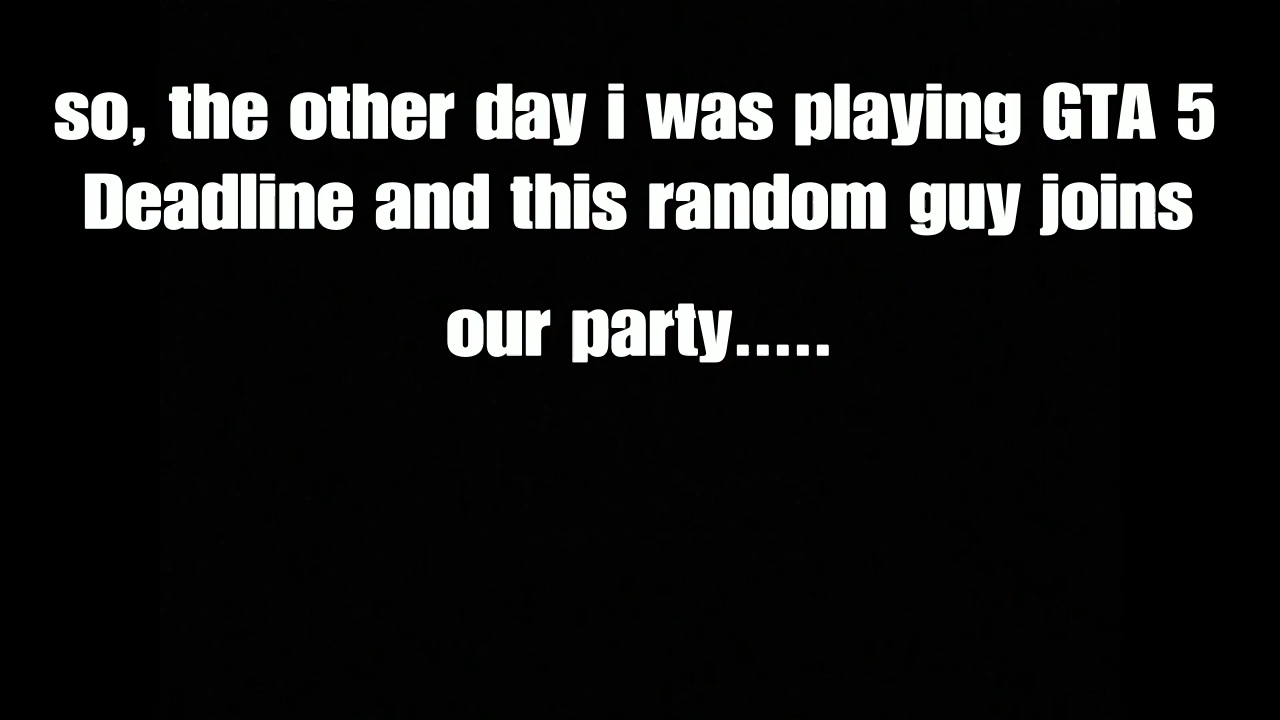 so, the other day i was playing GTA 5
Deadline and this random guy joins
our party.....